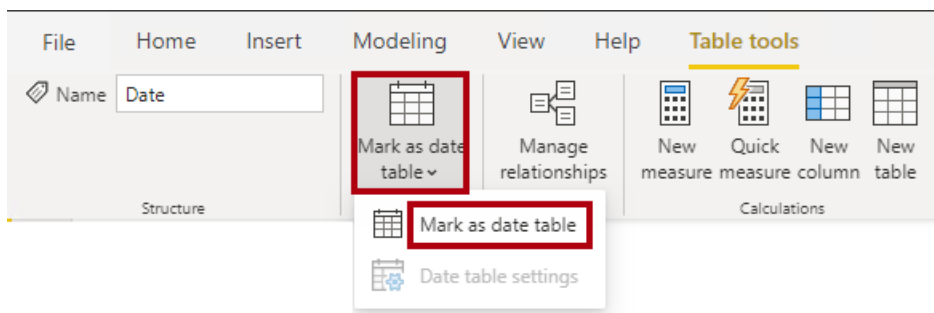 File Home Insert Modeling View Help Table tools
Name Date
Mark as date table
Manage relationships
New measure
Quick measure
New column
New table
Structure
Calculations
Mark as date table
Date table settings